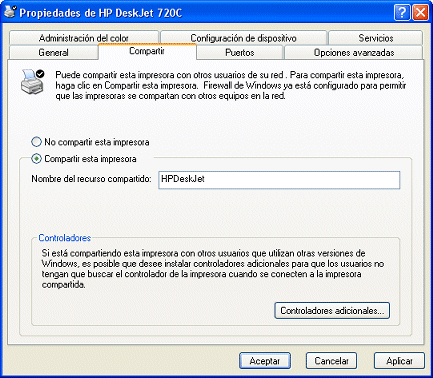 Propiedades de HP DeskJet 720C
Administración del color
Configuración de dispositivo
Servicios
General
Compartir
Puertos
Opciones avanzadas
Puede compartir esta impresora con otros usuarios de su red . Para compartir esta impresora,
haga clic en Compartir esta impresora.  Firewall de Windows ya está configurado para permitir
que las impresoras se compartan con otros equipos en la red.
No compartir esta impresora
Compartir esta impresora
Nombre del recurso compartido:
HPDeskJet
Controladores
Si está compartiendo esta impresora con otros usuarios que utilizan otras versiones de
Windows, es posible que desee instalar controladores adicionales para que los usuarios no
tengan que buscar el controlador de la impresora cuando se conecten a la impresora
compartida.
Controladores adicionales...
Aceptar
Cancelar
Aplicar